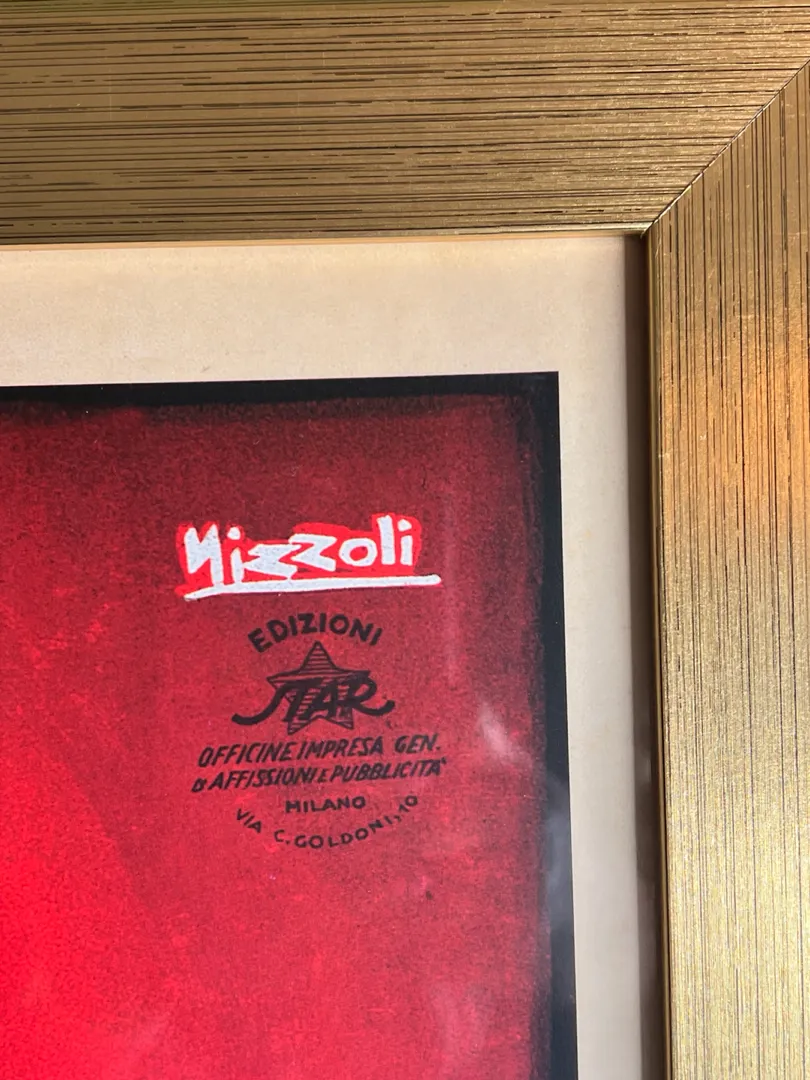 Nizzoli
EDIZIONI
STAR
OFFICINE IMPRESA GEN.
D'AFFISSIONI E PUBBLICITA'
MILANO
VIA C. GOLDONI, 10